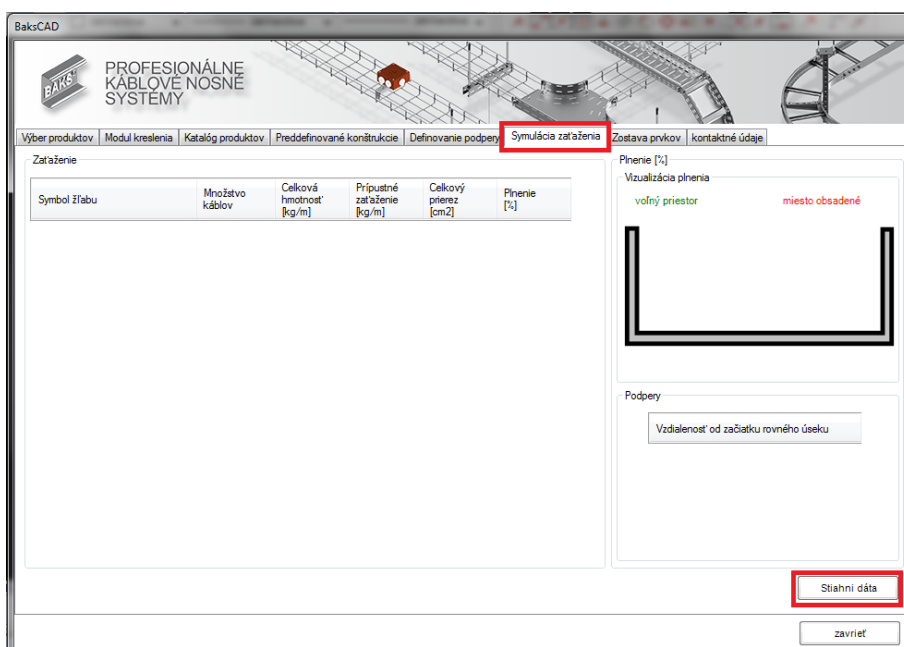 BaksCAD
BAKS
PROFESIONÁLNE
KÁBLOVÉ NOSNÉ
SYSTÉMY
Výber produktov Modul kreslenia Katalóg produktov Preddefinované konštrukcie Definovanie podpery Symulácia zaťaženia Zostava prvkov kontaktné údaje
Zaťaženie
Symbol žľabu
Množstvo
káblov
Celková
hmotnosť
[kg/m]
Prípustné
zaťaženie
[kg/m]
Celkový
prierez
[cm2]
Plnenie
[%]
Plnenie [%]
Vizualizácia plnenia
voľný priestor miesto obsadené
Podpery
Vzdialenosť od začiatku rovného úseku
Stiahni dáta
zavrieť